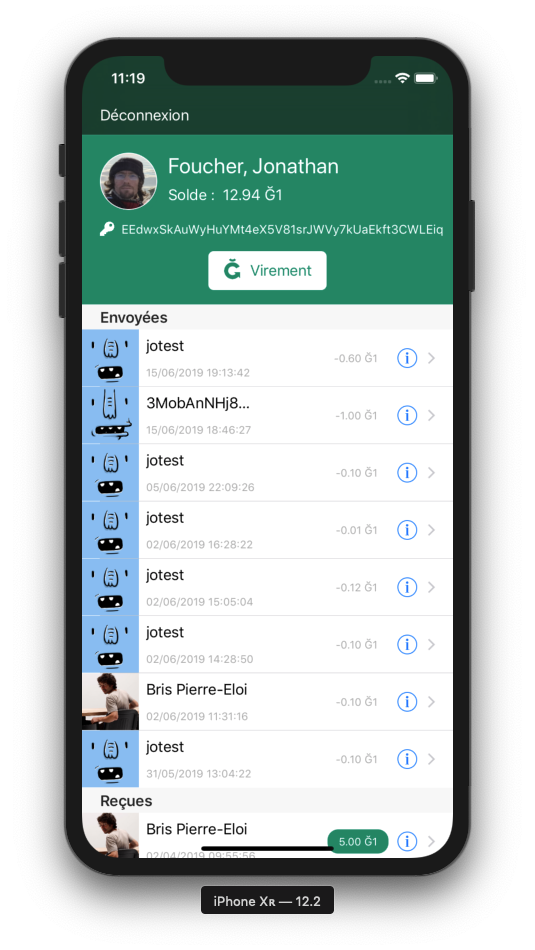 11:19
Déconnexion
Foucher, Jonathan
Solde : 12.94 Ğ1
EEdwxSkAuWyHuYMt4eX5V81srJWVy7kUaEkft3CWLEiq
Ğ Virement
Envoyées
jotest
-0.60 Ğ1
15/06/2019 19:13:42
3MobAnNHj8...
-1.00 Ğ1
15/06/2019 18:46:27
jotest
-0.10 Ğ1
05/06/2019 22:09:26
jotest
-0.01 Ğ1
02/06/2019 16:28:22
jotest
-0.12 Ğ1
02/06/2019 15:05:04
jotest
-0.10 Ğ1
02/06/2019 14:28:50
Bris Pierre-Eloi
-0.10 Ğ1
02/06/2019 11:31:16
jotest
-0.10 Ğ1
31/05/2019 13:04:22
Reçues
Bris Pierre-Eloi
5.00 Ğ1
02/04/2019 09:55:56
iPhone Xʀ — 12.2